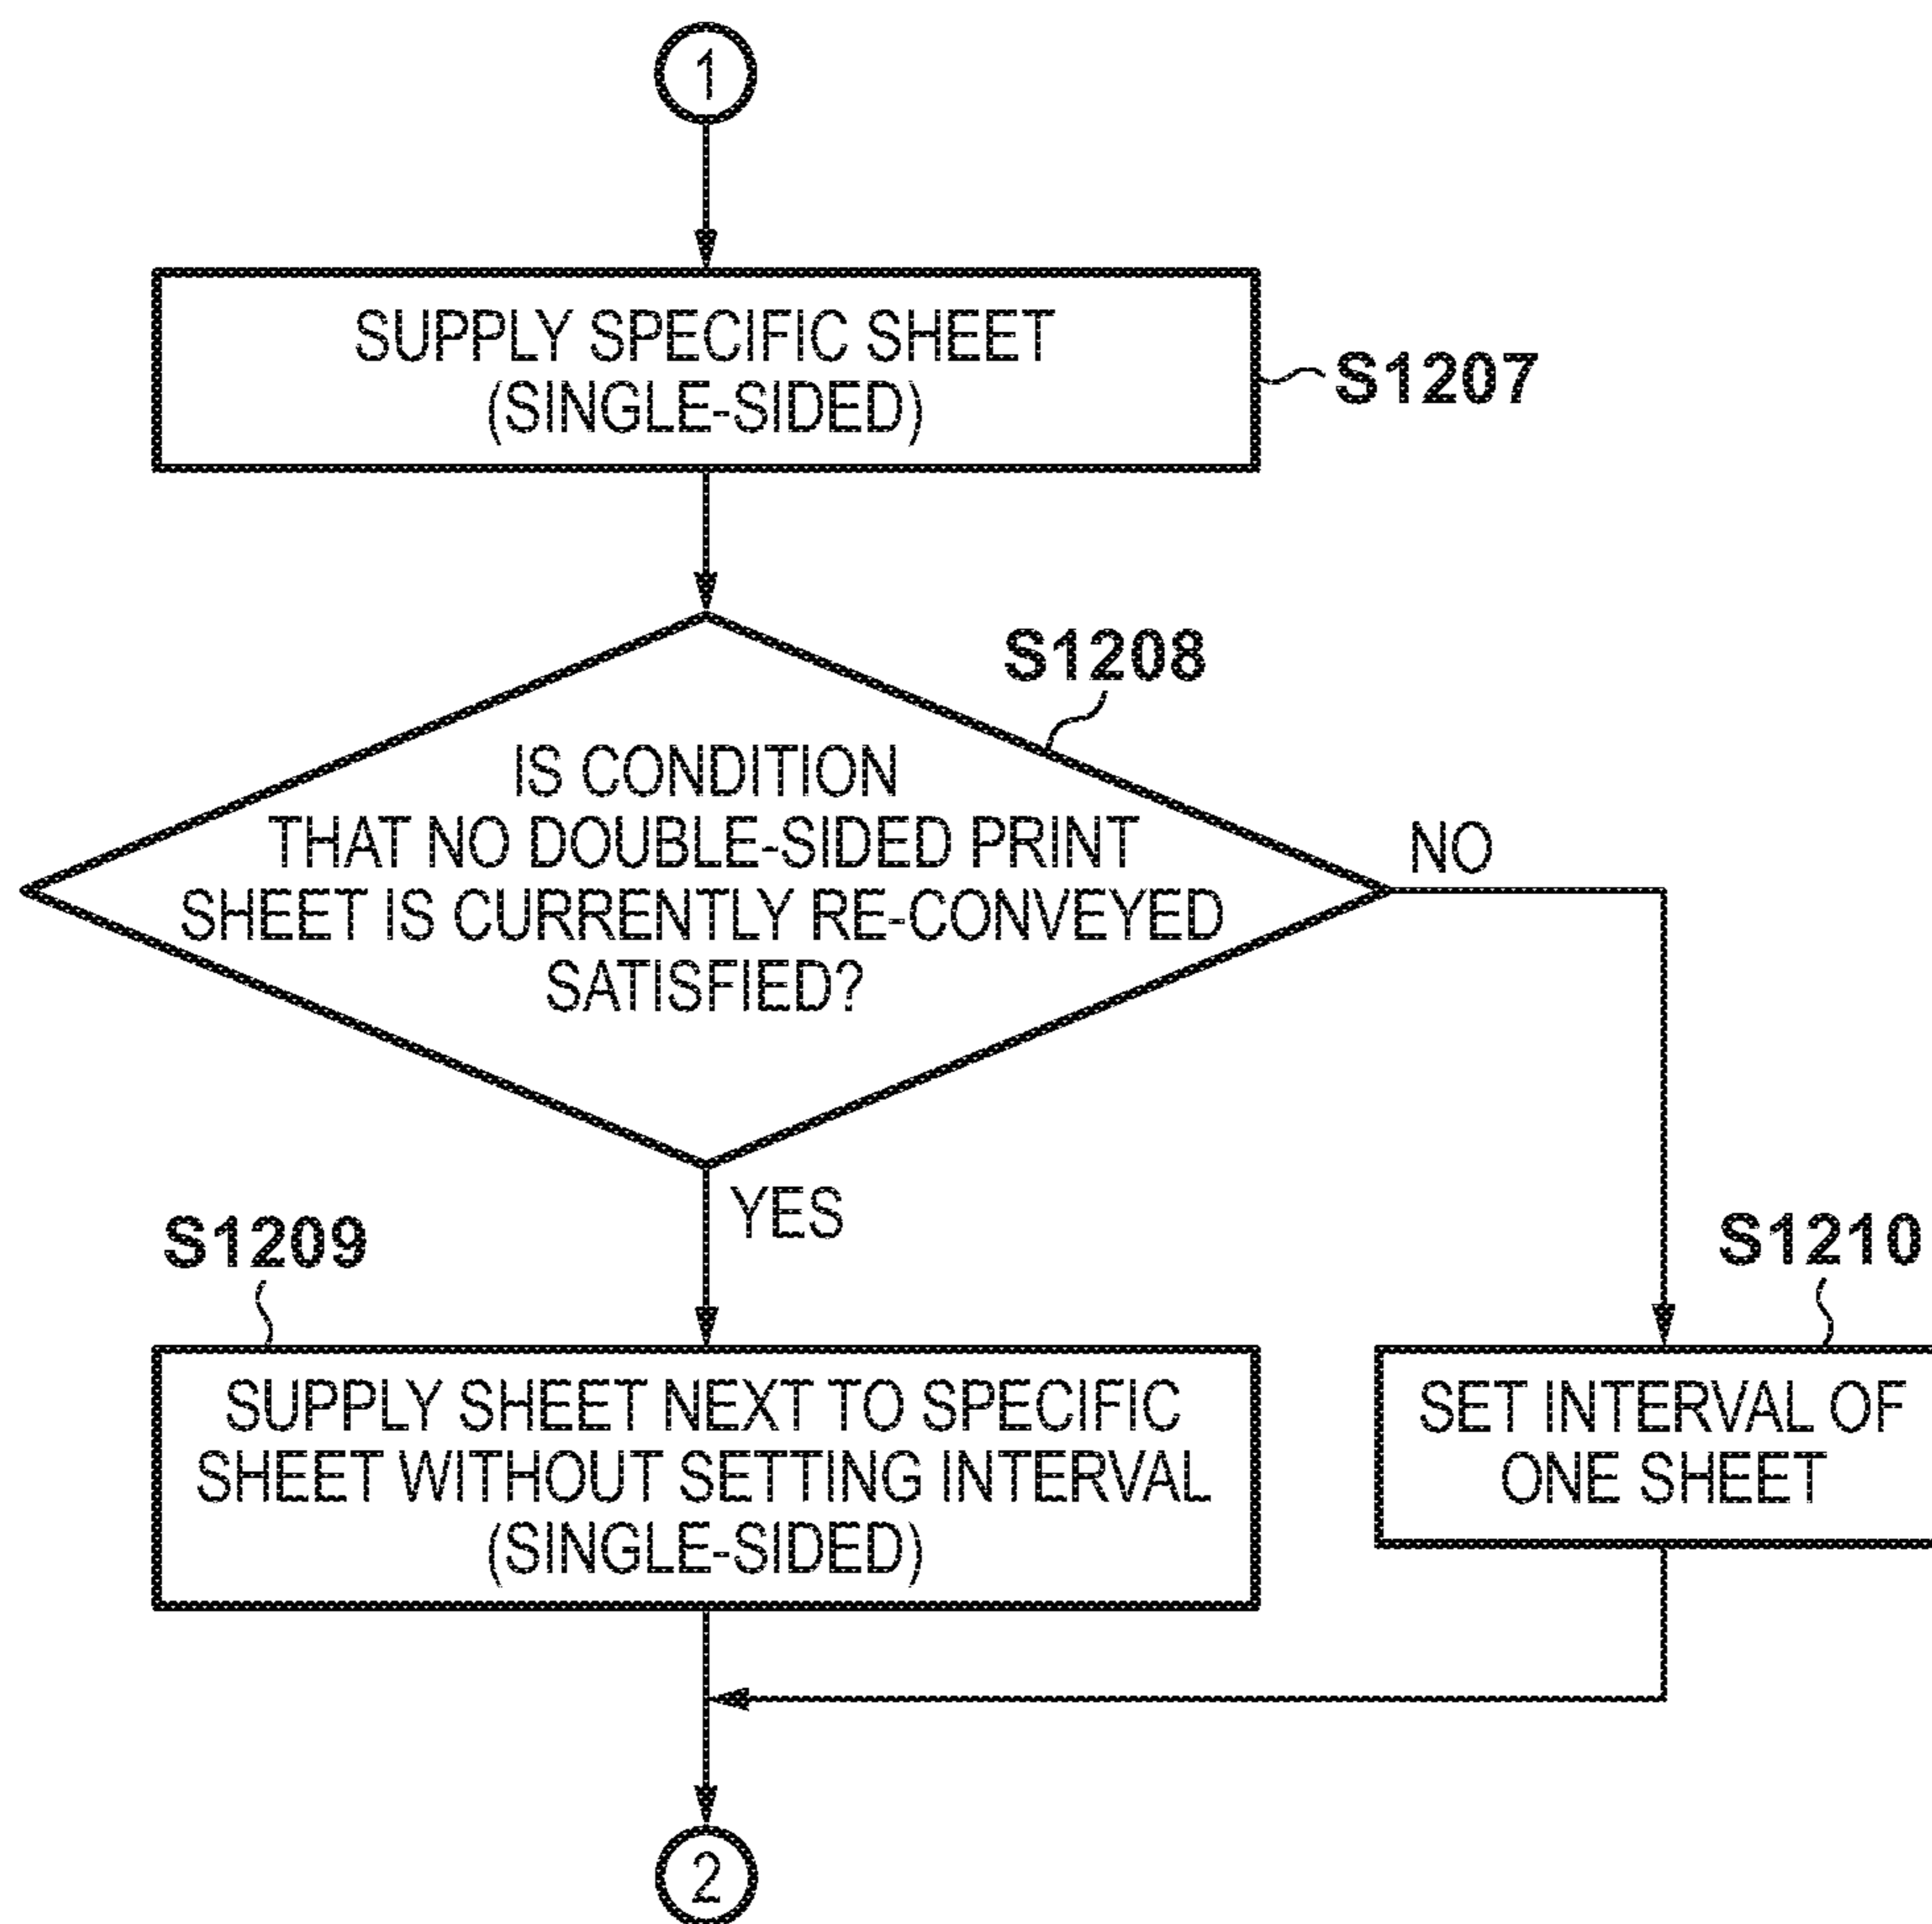 1
SUPPLY SPECIFIC SHEET
(SINGLE-SIDED)
S1207
S1208
IS CONDITION
THAT NO DOUBLE-SIDED PRINT
SHEET IS CURRENTLY RE-CONVEYED
SATISFIED?
NO
YES
S1209
SUPPLY SHEET NEXT TO SPECIFIC
SHEET WITHOUT SETTING INTERVAL
(SINGLE-SIDED)
S1210
SET INTERVAL OF
ONE SHEET
2